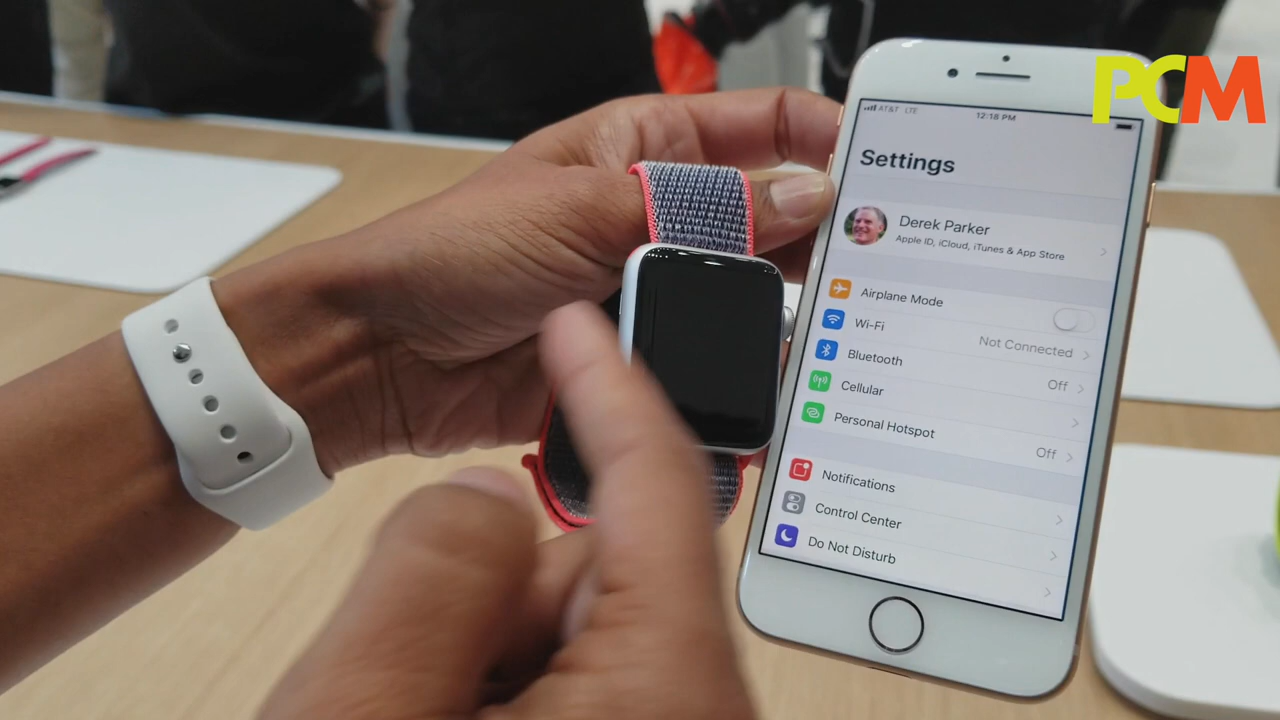 PCM
AT&T LTE 12:18 PM
Settings
Derek Parker
Apple ID, iCloud, iTunes & App Store
Airplane Mode
Wi-Fi Not Connected
Bluetooth Off
Cellular
Personal Hotspot Off
Notifications
Control Center
Do Not Disturb